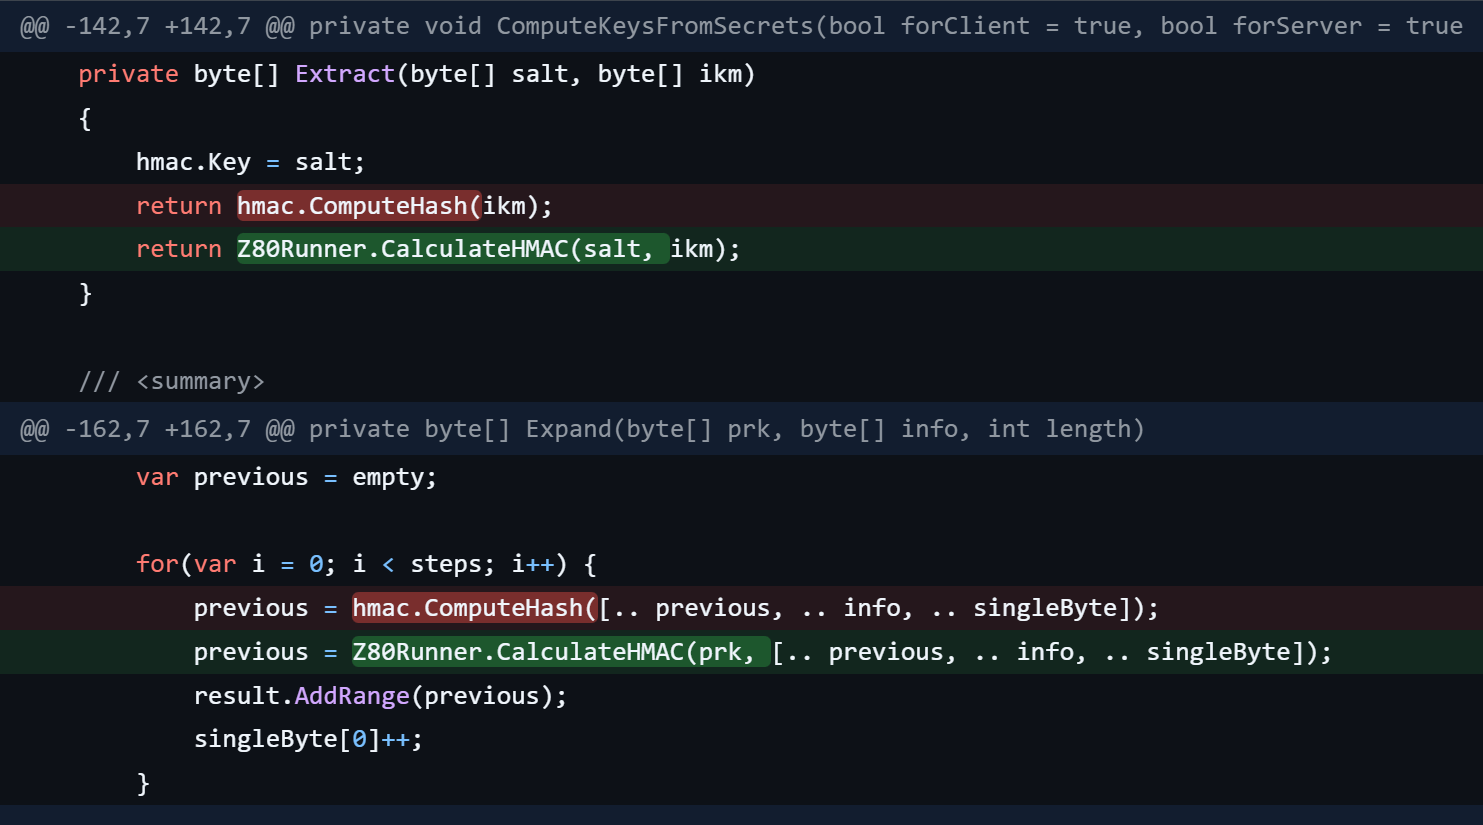 @@ -142,7 +142,7 @@ private void ComputeKeysFromSecrets(bool forClient = true, bool forServer = true
private byte[] Extract(byte[] salt, byte[] ikm)
{
hmac.Key = salt;
return hmac.ComputeHash(ikm);
return Z80Runner.CalculateHMAC(salt, ikm);
}
/// <summary>
@@ -162,7 +162,7 @@ private byte[] Expand(byte[] prk, byte[] info, int length)
var previous = empty;
for(var i = 0; i < steps; i++) {
previous = hmac.ComputeHash([.. previous, .. info, .. singleByte]);
previous = Z80Runner.CalculateHMAC(prk, [.. previous, .. info, .. singleByte]);
result.AddRange(previous);
singleByte[0]++;
}